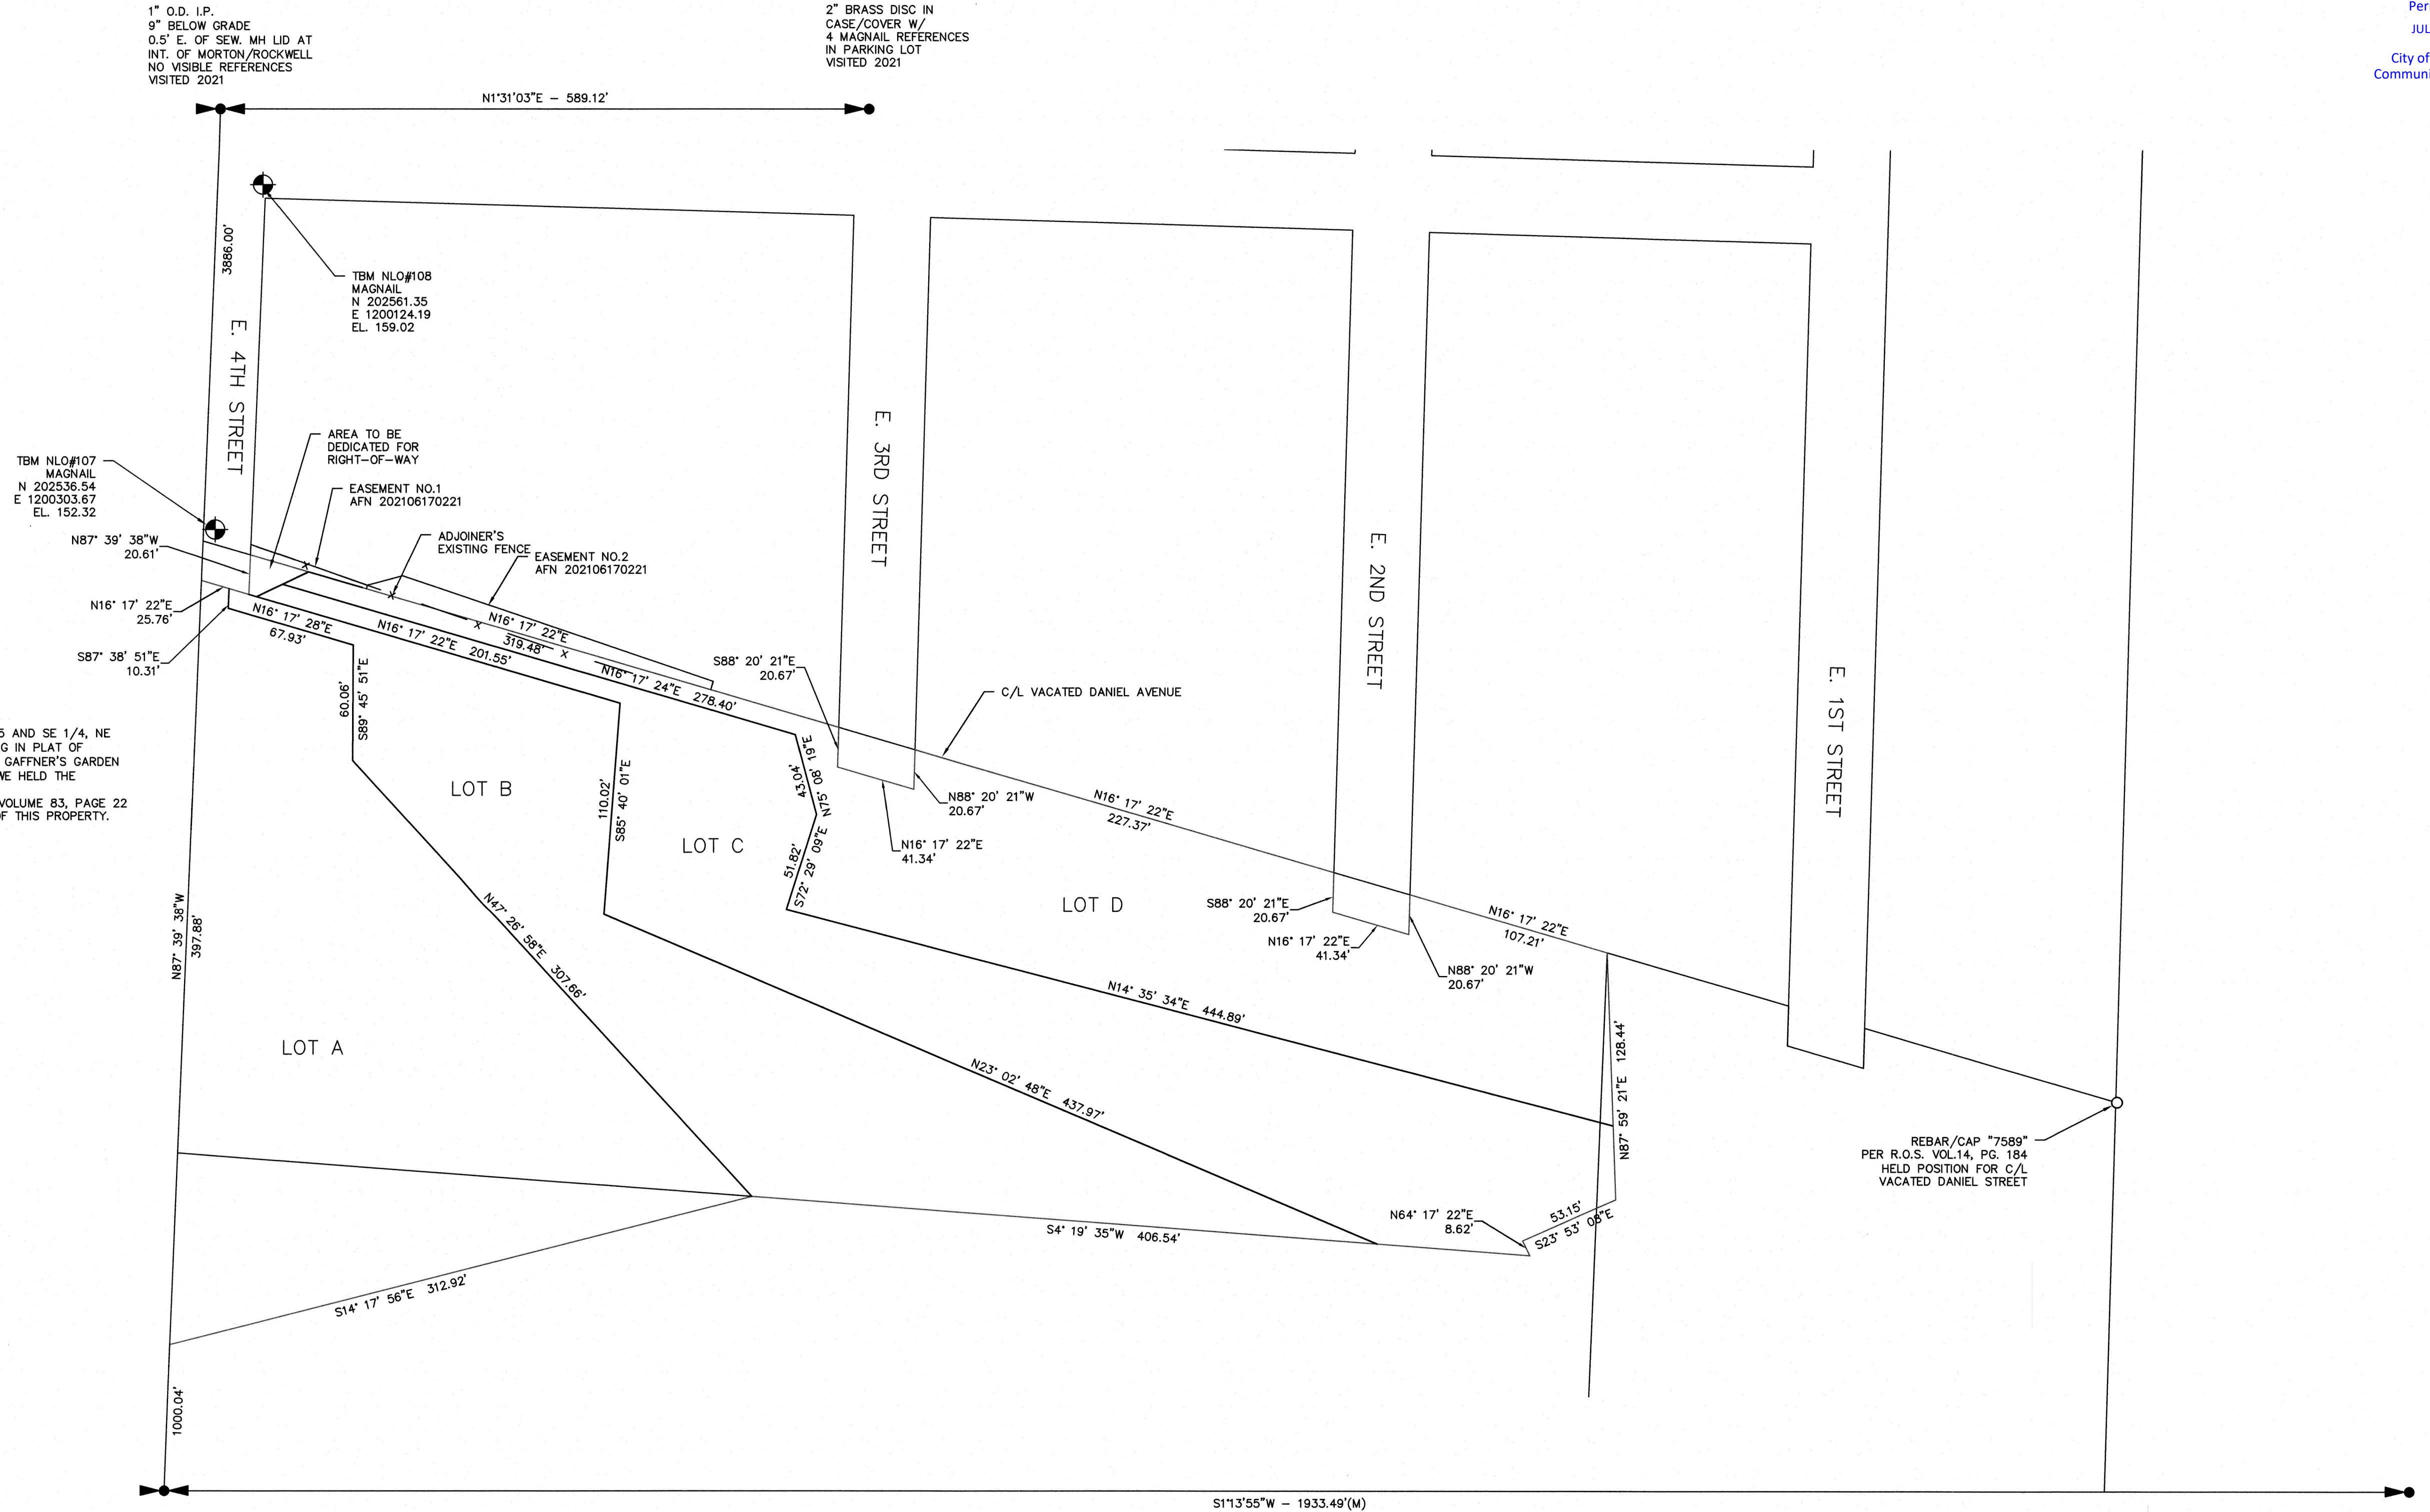 1" O.D. I.P.
9" BELOW GRADE
0.5' E. OF SEW. MH LID AT
INT. OF MORTON/ROCKWELL
NO VISIBLE REFERENCES
VISITED 2021
2" BRASS DISC IN
CASE/COVER W/
4 MAGNAIL REFERENCES
IN PARKING LOT
VISITED 2021
Per
JUL
City of
Communi
N1°31'03"E – 589.12'
3886.00'
E. 4TH STREET
TBM NLO#108
MAGNAIL
N 202561.35
E 1200124.19
EL. 159.02
AREA TO BE
DEDICATED FOR
RIGHT–OF–WAY
TBM NLO#107
MAGNAIL
N 202536.54
E 1200303.67
EL. 152.32
EASEMENT NO.1
AFN 202106170221
ADJOINER'S
EXISTING FENCE
EASEMENT NO.2
AFN 202106170221
N87° 39' 38"W
20.61'
N16° 17' 22"E
25.76'
S87° 38' 51"E
10.31'
N16° 17' 28"E
67.93'
N16° 17' 22"E 201.55'
N16° 17' 22"E
319.48'
N16° 17' 24"E 278.40'
X
X
X
X
60.06'
S89° 45' 51"E
E. 3RD STREET
E. 2ND STREET
E. 1ST STREET
S88° 20' 21"E
20.67'
C/L VACATED DANIEL AVENUE
5 AND SE 1/4, NE
G IN PLAT OF
GAFFNER'S GARDEN
WE HELD THE
VOLUME 83, PAGE 22
OF THIS PROPERTY.
LOT B
110.02'
S85° 40' 01"E
LOT C
43.04'
N75° 08' 19"E
51.82'
S72° 29' 09"E
N88° 20' 21"W
20.67'
N16° 17' 22"E
41.34'
N16° 17' 22"E
227.37'
LOT D
S88° 20' 21"E
20.67'
N16° 17' 22"E
41.34'
N16° 17' 22"E
107.21'
N88° 20' 21"W
20.67'
N87° 39' 38"W
397.88'
N47° 26' 58"E 307.66'
N14° 35' 34"E 444.89'
LOT A
N23° 02' 48"E 437.97'
N87° 59' 21"E 128.44'
REBAR/CAP "7589"
PER R.O.S. VOL.14, PG. 184
HELD POSITION FOR C/L
VACATED DANIEL STREET
N64° 17' 22"E
8.62'
53.15'
S23° 53' 08"E
S4° 19' 35"W 406.54'
S14° 17' 56"E 312.92'
1000.04'
S1°13'55"W – 1933.49'(M)